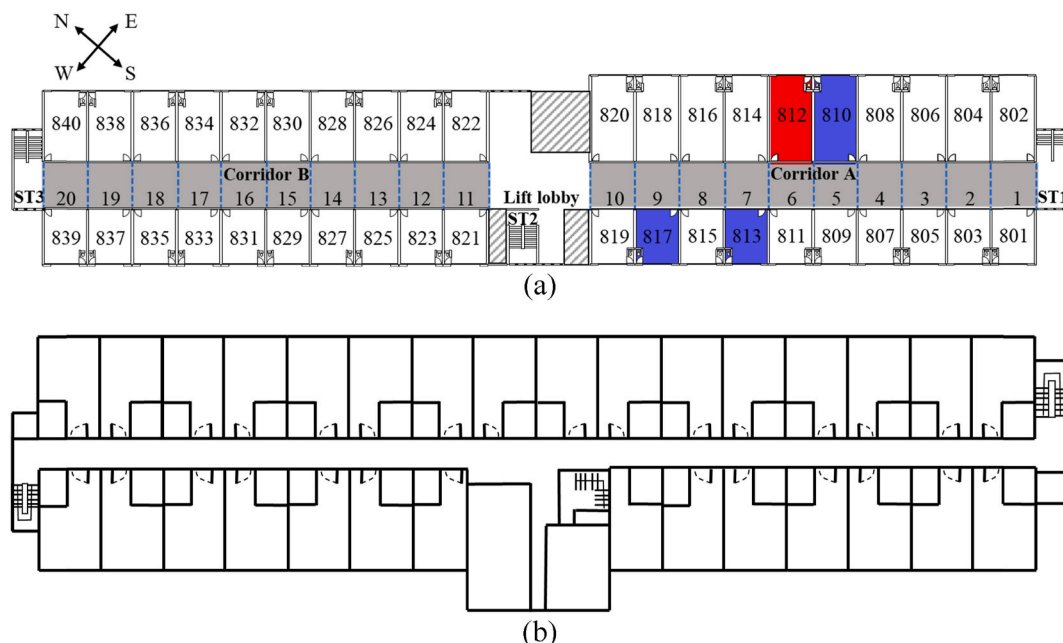 N E
W S
840 838 836 834 832 830 828 826 824 822 820 818 816 814 812 810 808 806 804 802
Corridor B Corridor A
ST3 20 19 18 17 16 15 14 13 12 11 Lift lobby 10 9 8 7 6 5 4 3 2 1 ST1
ST2
839 837 835 833 831 829 827 825 823 821 819 817 815 813 811 809 807 805 803 801
(a)
(b)